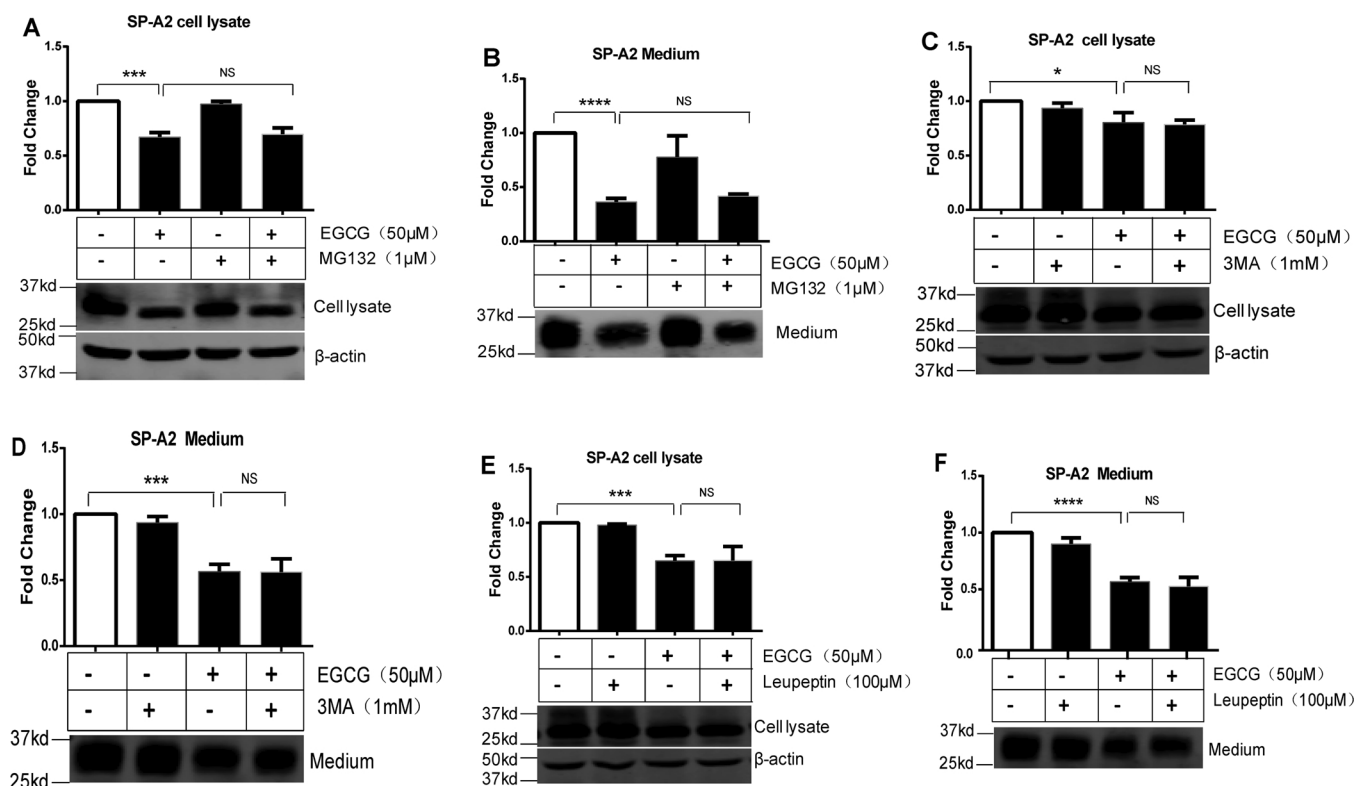 A
SP-A2 cell lysate
Fold Change
1.5
1.0
0.5
0.0
***
NS
- + - + EGCG（50μM）
- - + + MG132（1μM）
37kd
25kd
Cell lysate
50kd
37kd
β-actin
B
SP-A2 Medium
Fold Change
1.5
1.0
0.5
0.0
****
NS
- + - + EGCG（50μM）
- - + + MG132（1μM）
37kd
25kd
Medium
C
SP-A2 cell lysate
Fold Change
1.5
1.0
0.5
0.0
*
NS
- - + + EGCG（50μM）
- + - + 3MA（1mM）
37kd
25kd
Cell lysate
50kd
37kd
β-actin
D
SP-A2 Medium
Fold Change
1.5
1.0
0.5
0.0
***
NS
- - + + EGCG（50μM）
- + - + 3MA（1mM）
37kd
25kd
Medium
E
SP-A2 cell lysate
Fold Change
1.5
1.0
0.5
0.0
***
NS
- - + + EGCG（50μM）
- + - + Leupeptin（100μM）
37kd
25kd
Cell lysate
50kd
37kd
β-actin
F
SP-A2 Medium
Fold Change
1.5
1.0
0.5
0.0
****
NS
- - + + EGCG（50μM）
- + - + Leupeptin（100μM）
37kd
25kd
Medium